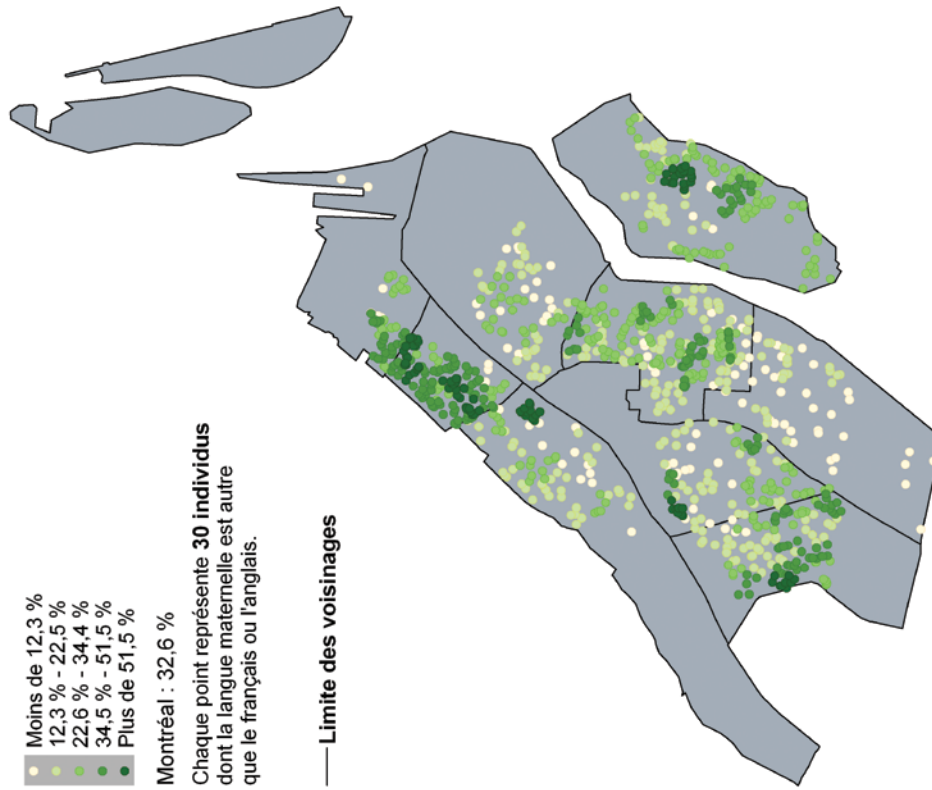 Moins de 12,3 %
12,3 % - 22,5 %
22,6 % - 34,4 %
34,5 % - 51,5 %
Plus de 51,5 %
Montréal : 32,6 %
Chaque point représente 30 individus
dont la langue maternelle est autre
que le français ou l'anglais.
Limite des voisinages